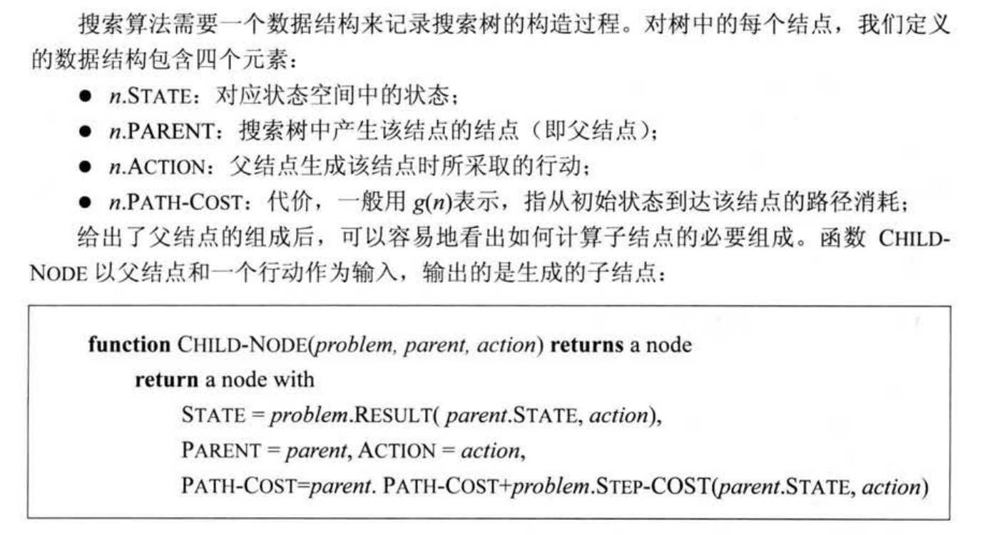 搜索算法需要一个数据结构来记录搜索树的构造过程。对树中的每个结点，我们定义
的数据结构包含四个元素：
● n.STATE：对应状态空间中的状态；
● n.PARENT：搜索树中产生该结点的结点（即父结点）；
● n.ACTION：父结点生成该结点时所采取的行动；
● n.PATH-COST：代价，一般用 g(n)表示，指从初始状态到达该结点的路径消耗；
给出了父结点的组成后，可以容易地看出如何计算子结点的必要组成。函数 CHILD-
NODE 以父结点和一个行动作为输入，输出的是生成的子结点：
function CHILD-NODE(problem, parent, action) returns a node
return a node with
STATE = problem.RESULT( parent.STATE, action),
PARENT = parent, ACTION = action,
PATH-COST=parent. PATH-COST+problem.STEP-COST(parent.STATE, action)